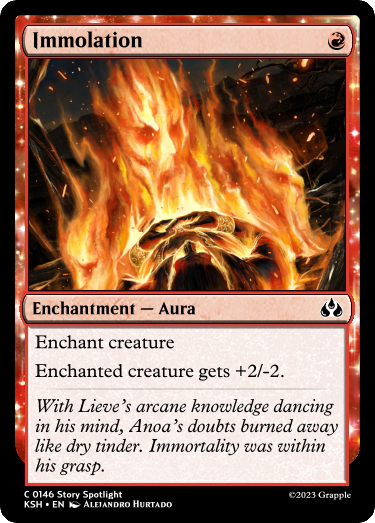 Immolation
Enchantment — Aura
Enchant creature
Enchanted creature gets +2/-2.
With Lieve's arcane knowledge dancing
in his mind, Anoa's doubts burned away
like dry tinder. Immortality was within
his grasp.
C 0146 Story Spotlight
KSH • EN Alejandro Hurtado
©2023 Grapple